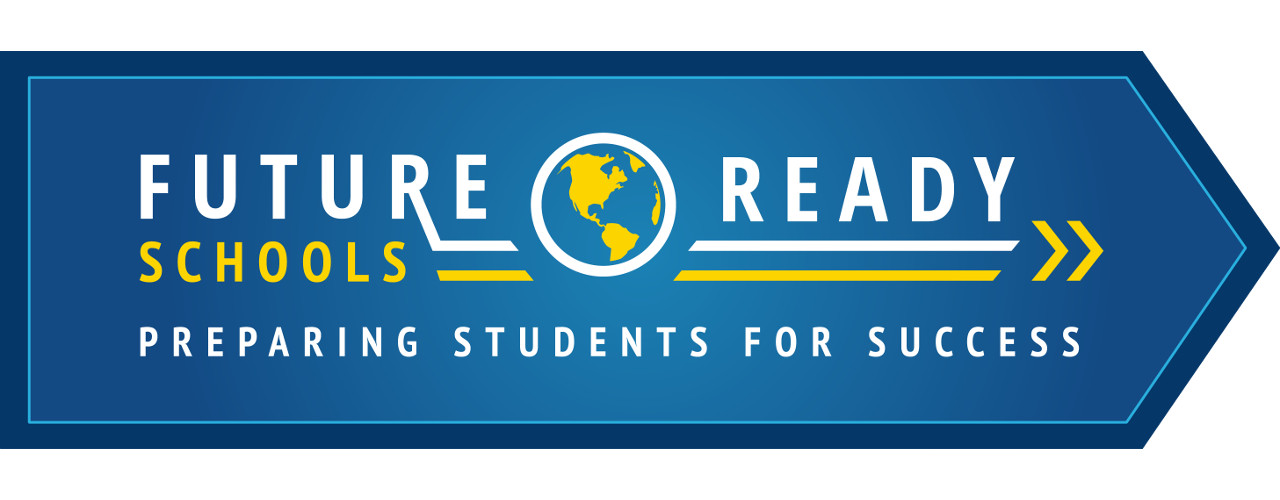 FUTURE READY
SCHOOLS
PREPARING STUDENTS FOR SUCCESS